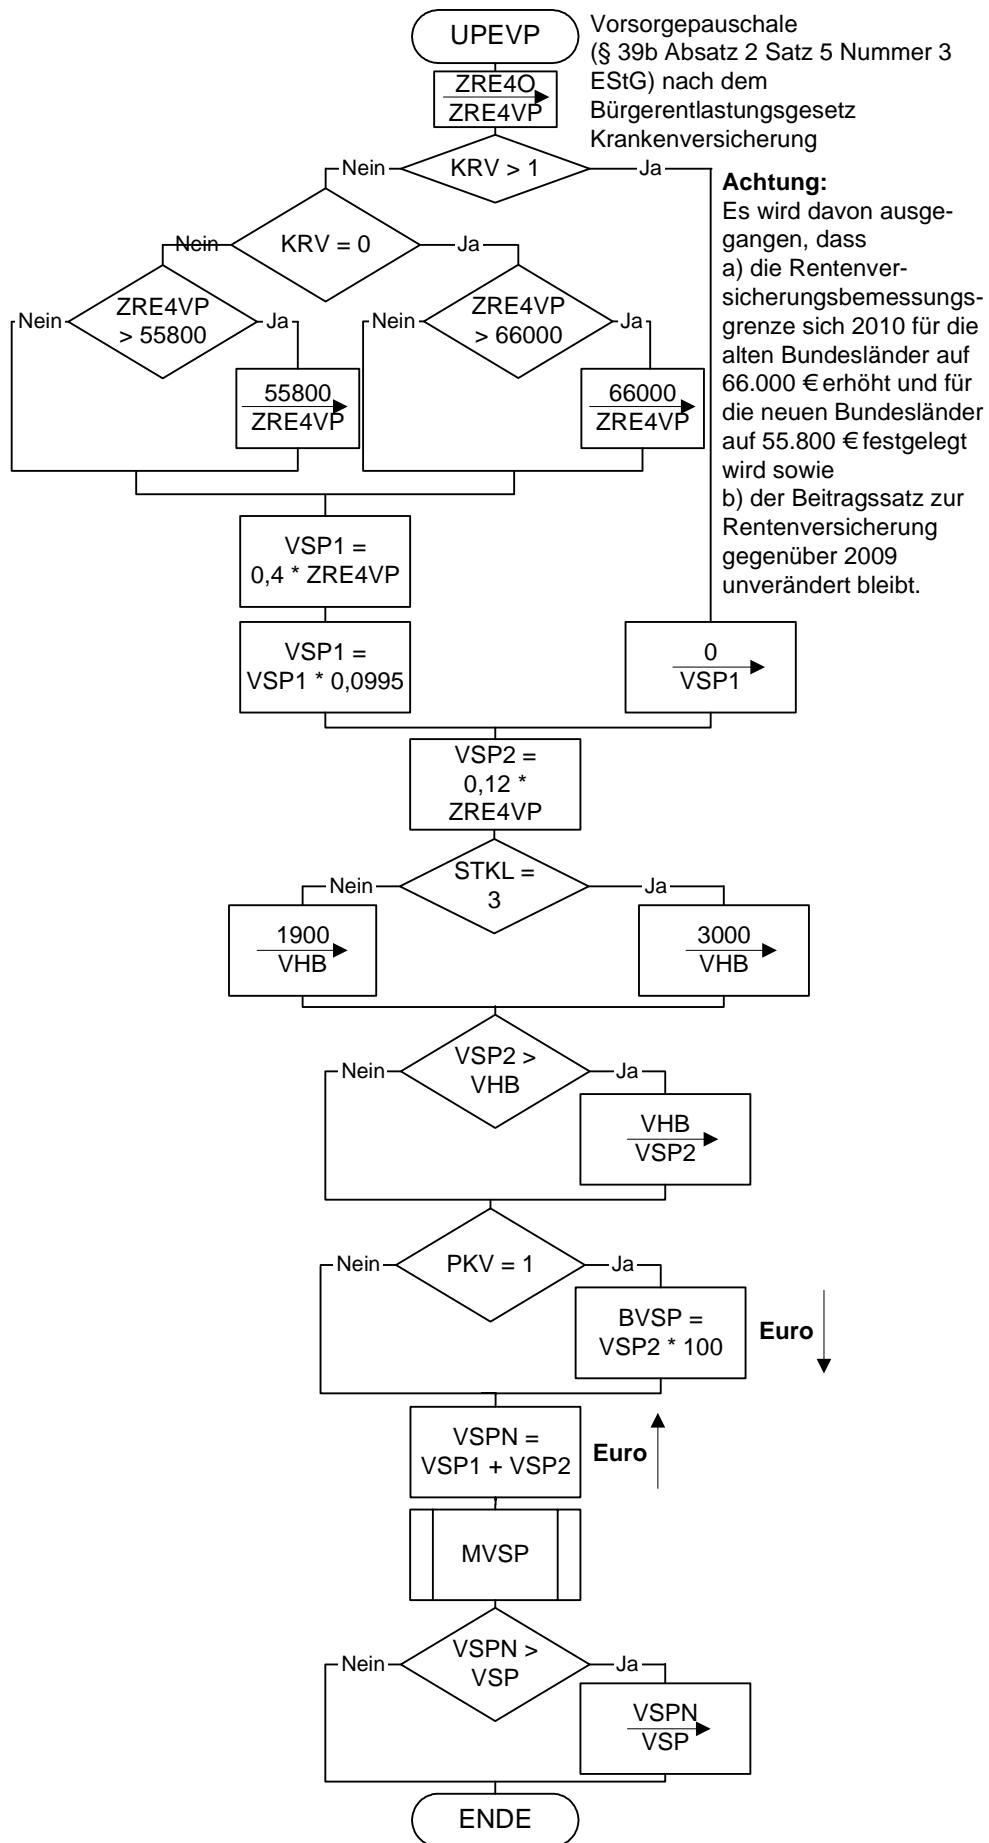 UPEVP
Vorsorgepauschale
(§ 39b Absatz 2 Satz 5 Nummer 3
EStG) nach dem
Bürgerentlastungsgesetz
Krankenversicherung
ZRE4O
ZRE4VP
Nein
KRV > 1
Ja
Achtung:
Es wird davon ausge-
gangen, dass
a) die Rentenver-
sicherungsbemessungs-
grenze sich 2010 für die
alten Bundesländer auf
66.000 € erhöht und für
die neuen Bundesländer
auf 55.800 € festgelegt
wird sowie
b) der Beitragssatz zur
Rentenversicherung
gegenüber 2009
unverändert bleibt.
Nein
KRV = 0
Ja
Nein
ZRE4VP
> 55800
Ja
Nein
ZRE4VP
> 66000
Ja
55800
ZRE4VP
66000
ZRE4VP
VSP1 =
0,4 * ZRE4VP
VSP1 =
VSP1 * 0,0995
0
VSP1
VSP2 =
0,12 *
ZRE4VP
Nein
STKL =
3
Ja
1900
VHB
3000
VHB
Nein
VSP2 >
VHB
Ja
VHB
VSP2
Nein
PKV = 1
Ja
BVSP =
VSP2 * 100
Euro
VSPN =
VSP1 + VSP2
Euro
MVSP
Nein
VSPN >
VSP
Ja
VSPN
VSP
ENDE